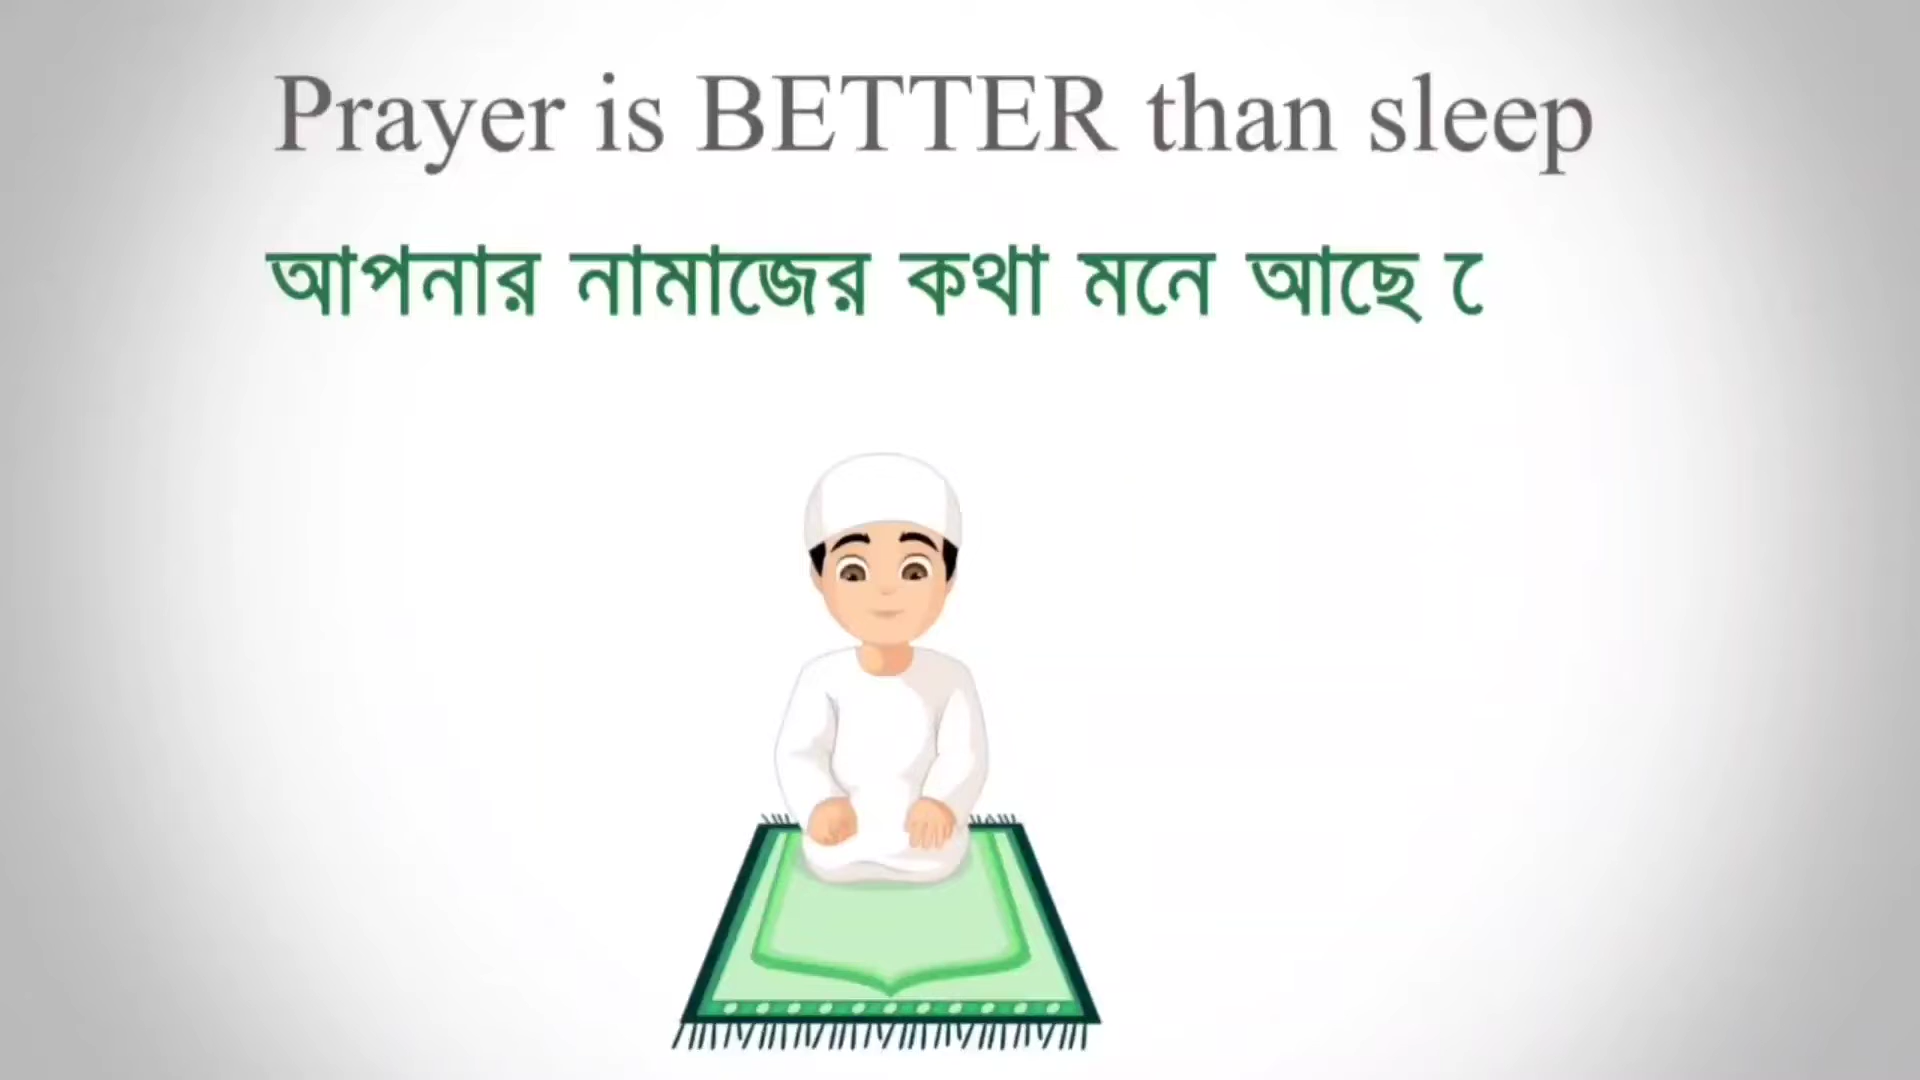 Prayer is BETTER than sleep
আপনার নামাজের কথা মনে আছে ে